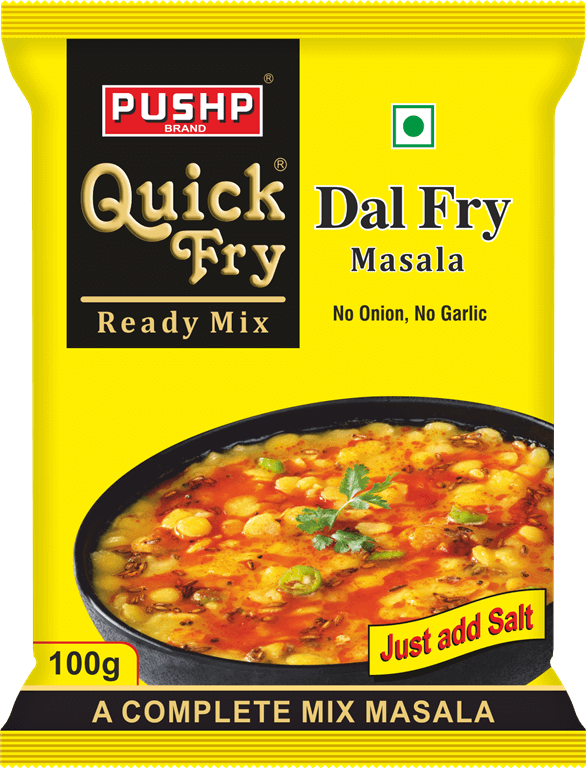 PUSHP
®
BRAND
Quick®
Fry
Ready Mix
Dal Fry
Masala
No Onion, No Garlic
Just add Salt
100g
A COMPLETE MIX MASALA